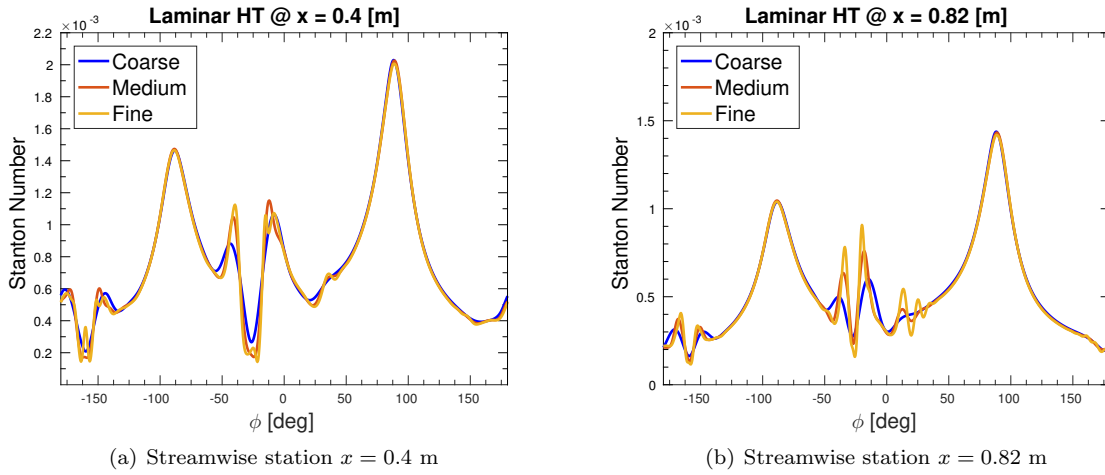 Laminar HT @ x = 0.4 [m]
×10⁻³
2.2
2
1.8
1.6
1.4
1.2
1
0.8
0.6
0.4
0.2
Stanton Number
Coarse
Medium
Fine
-150 -100 -50 0 50 100 150
ϕ [deg]
(a) Streamwise station x = 0.4 m
Laminar HT @ x = 0.82 [m]
×10⁻³
2
1.5
1
0.5
0
Stanton Number
Coarse
Medium
Fine
-150 -100 -50 0 50 100 150
ϕ [deg]
(b) Streamwise station x = 0.82 m